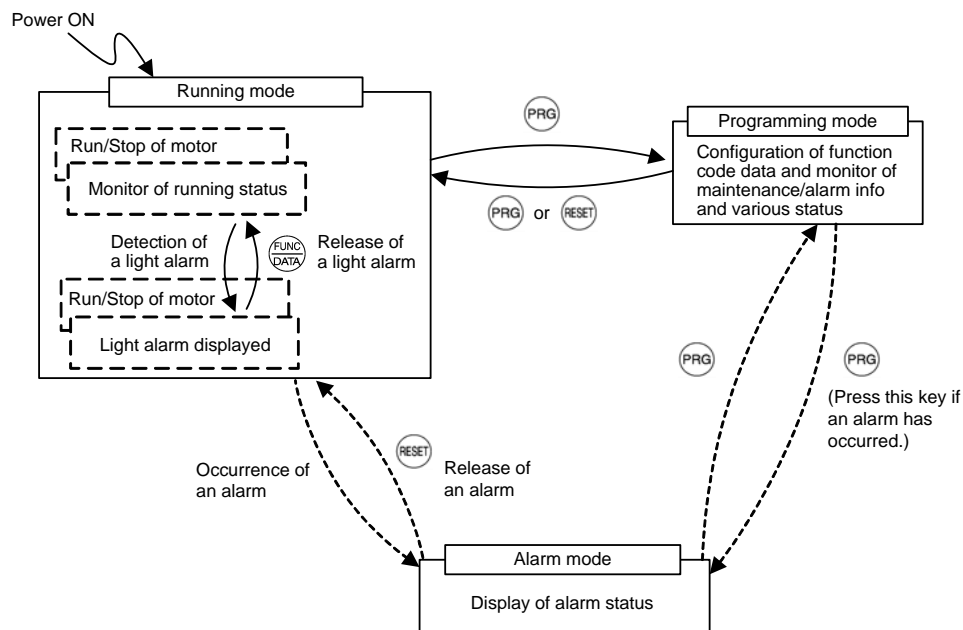 Power ON
Running mode
Run/Stop of motor
Monitor of running status
Detection of
a light alarm
FUNC
DATA
Release of
a light alarm
Run/Stop of motor
Light alarm displayed
PRG
PRG or RESET
Programming mode
Configuration of function
code data and monitor of
maintenance/alarm info
and various status
PRG
PRG
(Press this key if
an alarm has
occurred.)
Occurrence of
an alarm
RESET
Release of
an alarm
Alarm mode
Display of alarm status